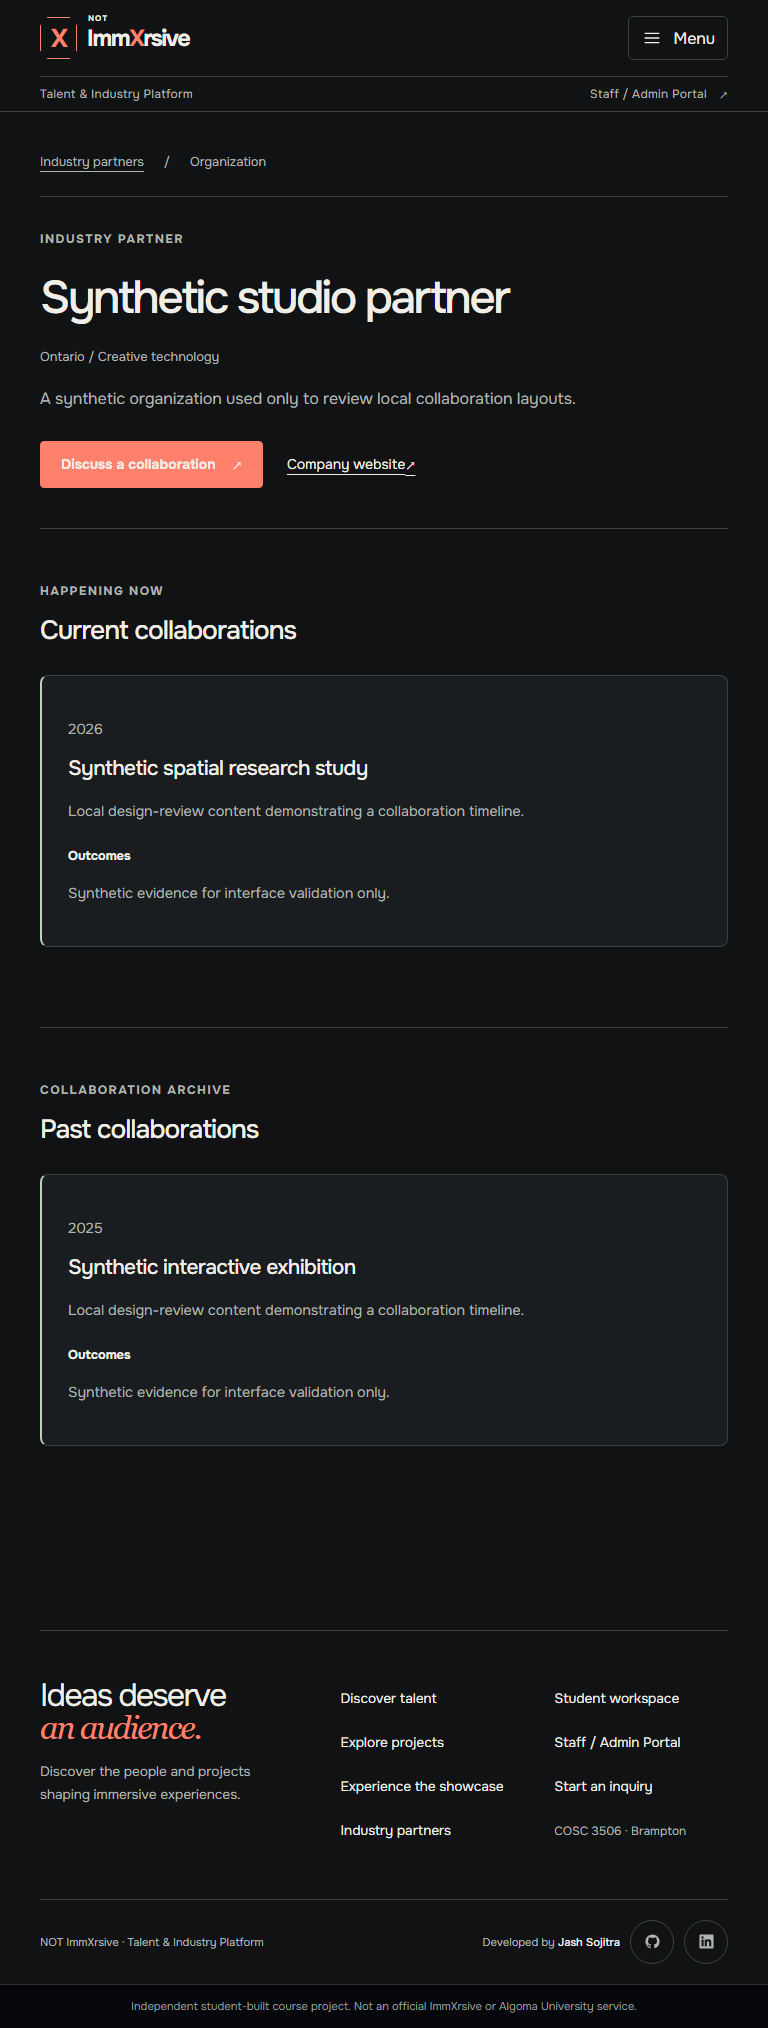 X
NOT
ImmXrsive
Menu
Talent & Industry Platform
Staff / Admin Portal ↗
Industry partners / Organization
INDUSTRY PARTNER
Synthetic studio partner
Ontario / Creative technology
A synthetic organization used only to review local collaboration layouts.
Discuss a collaboration ↗
Company website↗
HAPPENING NOW
Current collaborations
2026
Synthetic spatial research study
Local design-review content demonstrating a collaboration timeline.
Outcomes
Synthetic evidence for interface validation only.
COLLABORATION ARCHIVE
Past collaborations
2025
Synthetic interactive exhibition
Local design-review content demonstrating a collaboration timeline.
Outcomes
Synthetic evidence for interface validation only.
Ideas deserve
an audience.
Discover the people and projects
shaping immersive experiences.
Discover talent
Explore projects
Experience the showcase
Industry partners
Student workspace
Staff / Admin Portal
Start an inquiry
COSC 3506 · Brampton
NOT ImmXrsive · Talent & Industry Platform
Developed by Jash Sojitra
Independent student-built course project. Not an official ImmXrsive or Algoma University service.